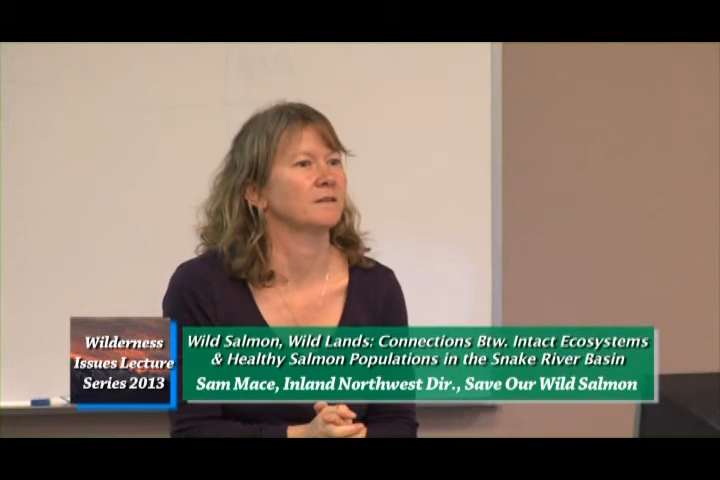 Wilderness
Issues Lecture
Series 2013
Wild Salmon, Wild Lands: Connections Btw. Intact Ecosystems
& Healthy Salmon Populations in the Snake River Basin
Sam Mace, Inland Northwest Dir., Save Our Wild Salmon